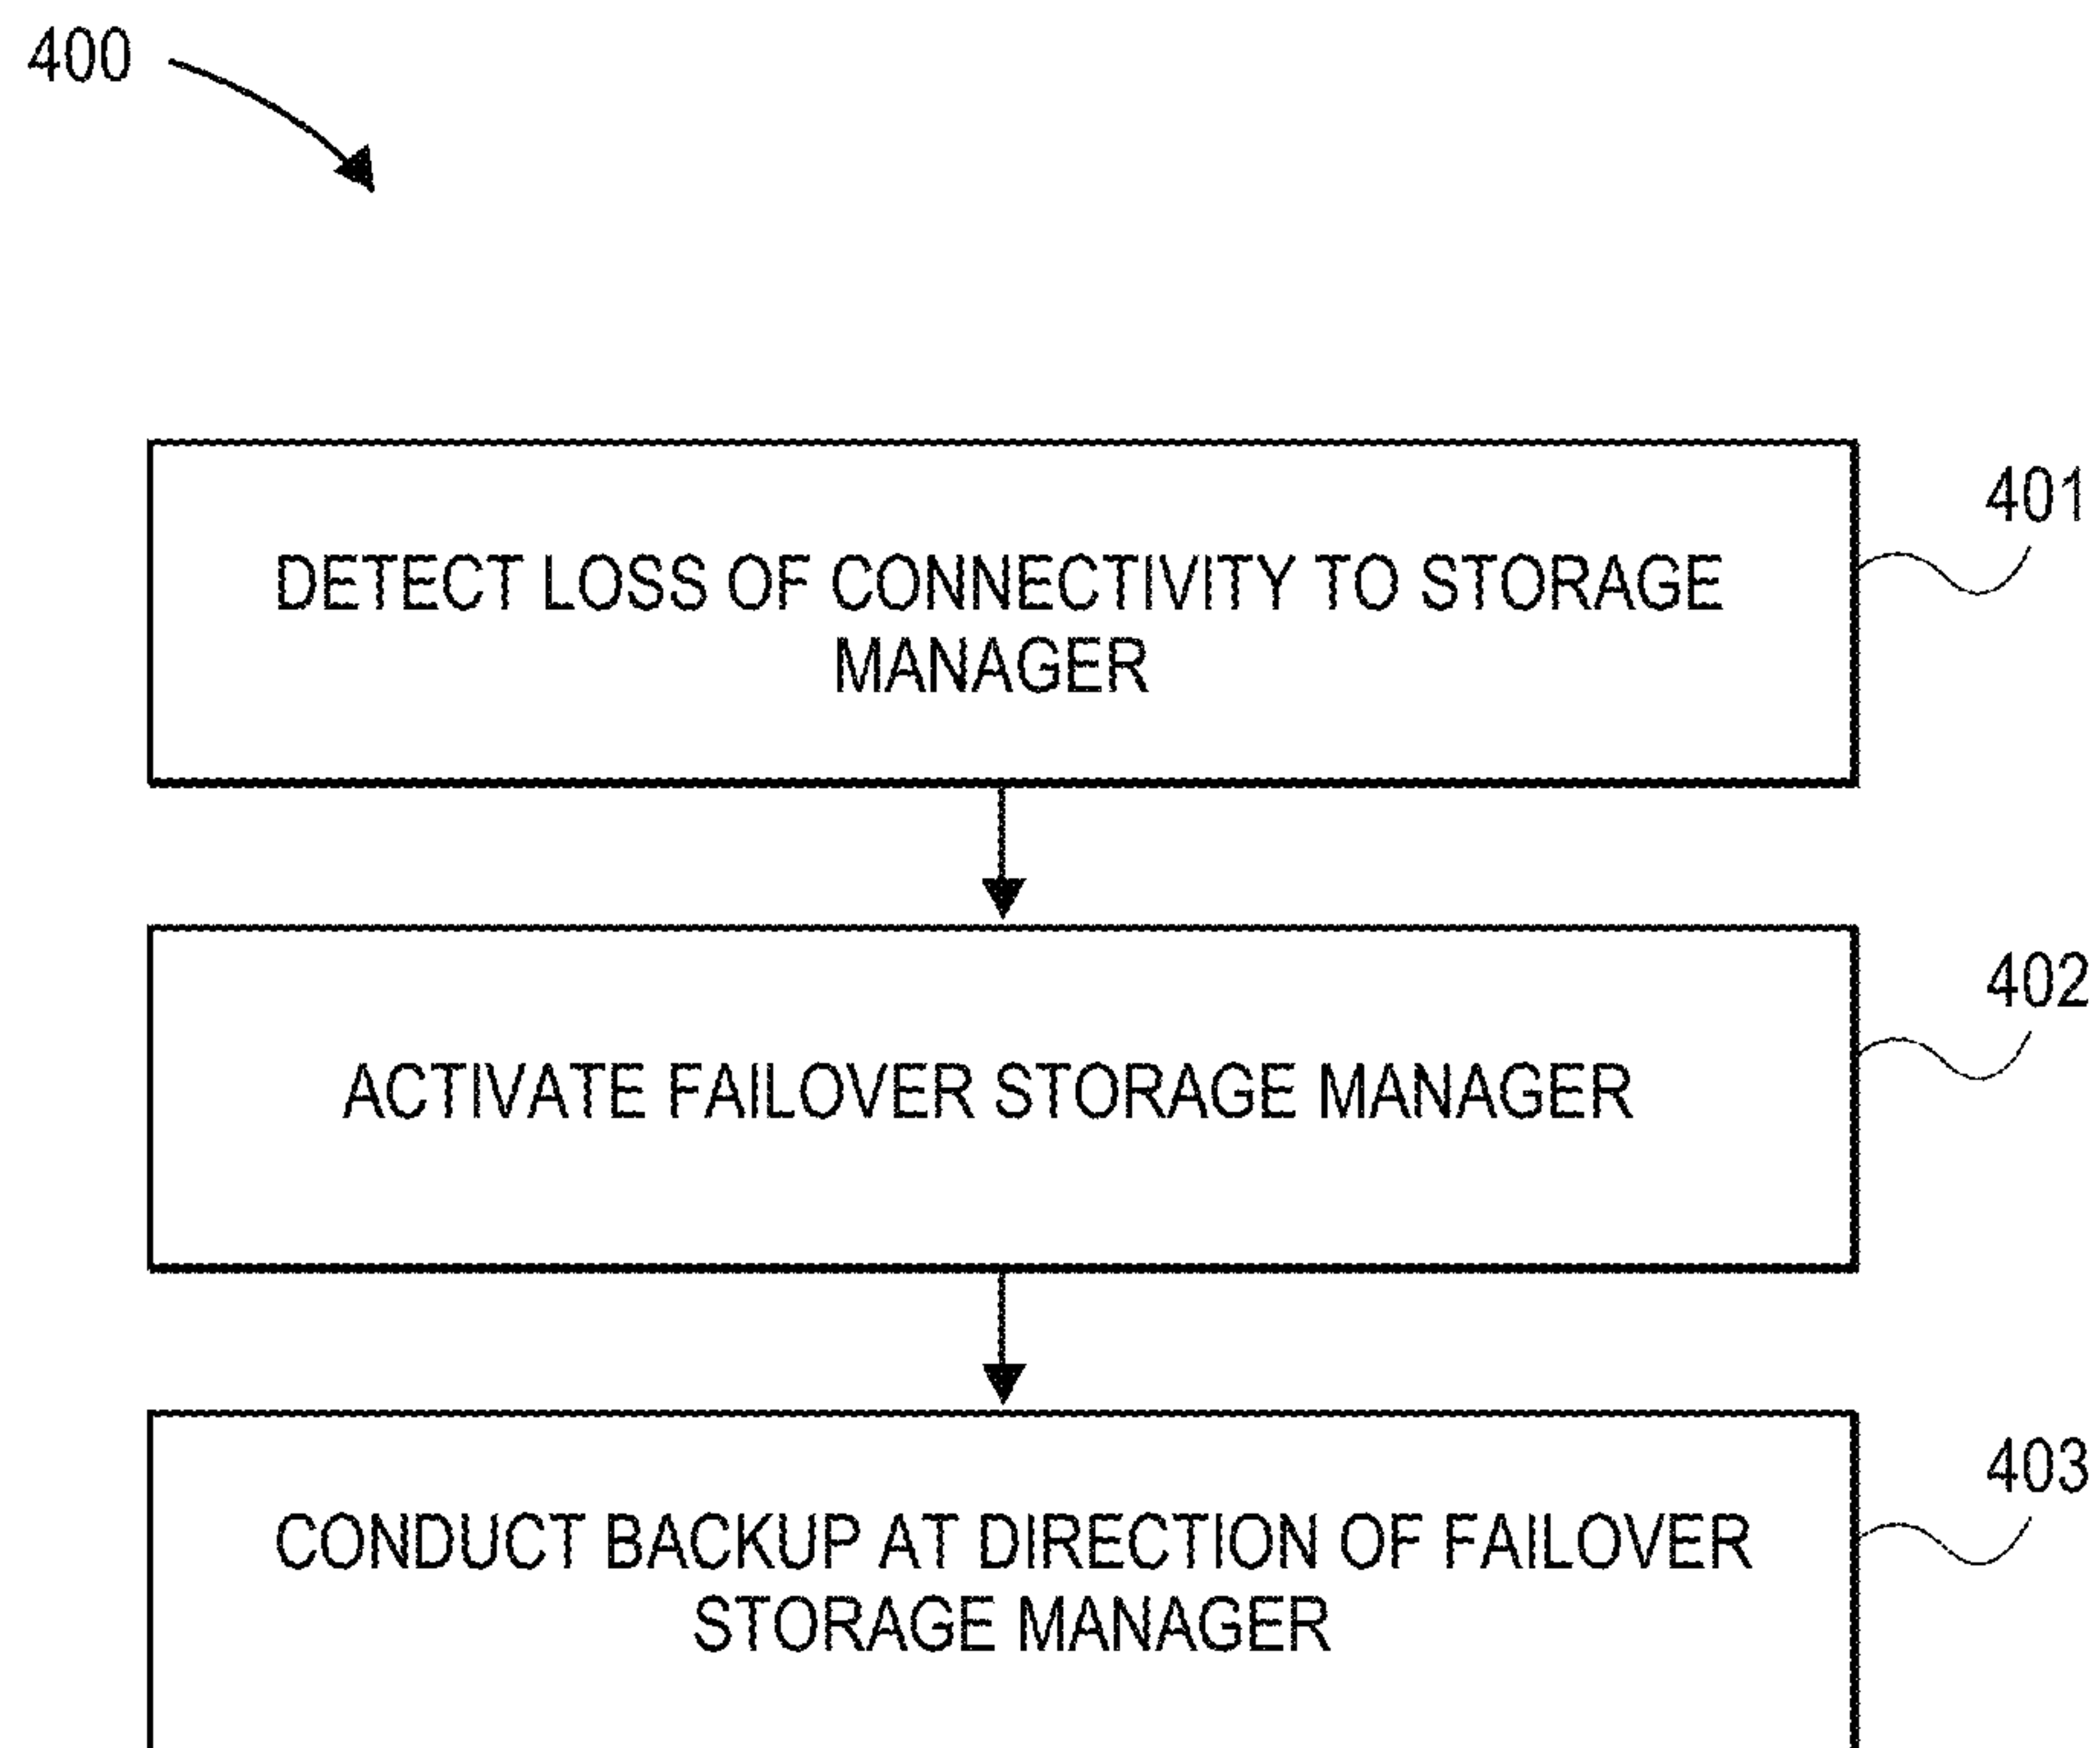 400
401
DETECT LOSS OF CONNECTIVITY TO STORAGE
MANAGER
402
ACTIVATE FAILOVER STORAGE MANAGER
403
CONDUCT BACKUP AT DIRECTION OF FAILOVER
STORAGE MANAGER